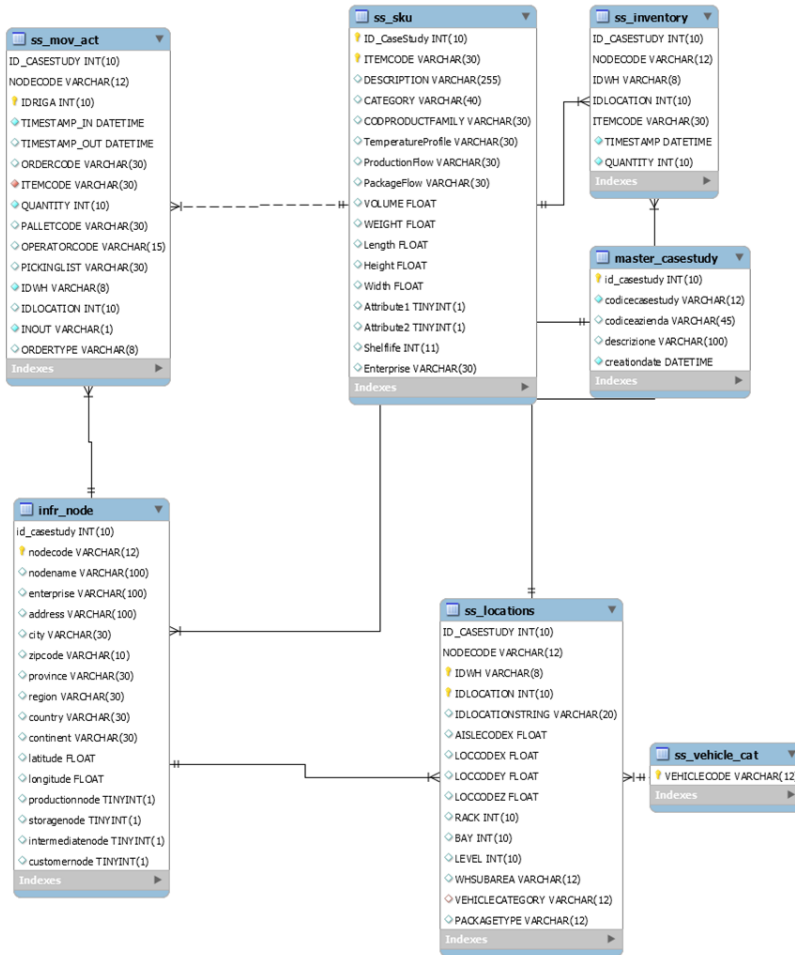 ss_mov_act
ID_CASESTUDY INT(10)
NODECODE VARCHAR(12)
IDRIGA INT(10)
TIMESTAMP_IN DATETIME
TIMESTAMP_OUT DATETIME
ORDERCODE VARCHAR(30)
ITEMCODE VARCHAR(30)
QUANTITY INT(10)
PALLETCODE VARCHAR(30)
OPERATORCODE VARCHAR(15)
PICKINGLIST VARCHAR(30)
IDWH VARCHAR(8)
IDLOCATION INT(10)
INOUT VARCHAR(1)
ORDERTYPE VARCHAR(8)
Indexes
ss_sku
ID_CaseStudy INT(10)
ITEMCODE VARCHAR(30)
DESCRIPTION VARCHAR(255)
CATEGORY VARCHAR(40)
CODPRODUCTFAMILY VARCHAR(30)
TemperatureProfile VARCHAR(30)
ProductionFlow VARCHAR(30)
PackageFlow VARCHAR(30)
VOLUME FLOAT
WEIGHT FLOAT
Length FLOAT
Height FLOAT
Width FLOAT
Attribute1 TINYINT(1)
Attribute2 TINYINT(1)
Shelflife INT(11)
Enterprise VARCHAR(30)
Indexes
ss_inventory
ID_CASESTUDY INT(10)
NODECODE VARCHAR(12)
IDWH VARCHAR(8)
IDLOCATION INT(10)
ITEMCODE VARCHAR(30)
TIMESTAMP DATETIME
QUANTITY INT(10)
Indexes
master_casestudy
id_casestudy INT(10)
codicecasestudy VARCHAR(12)
codiceazienda VARCHAR(45)
descrizione VARCHAR(100)
creationdate DATETIME
Indexes
infr_node
id_casestudy INT(10)
nodecode VARCHAR(12)
nodename VARCHAR(100)
enterprise VARCHAR(100)
address VARCHAR(100)
city VARCHAR(30)
zipcode VARCHAR(10)
province VARCHAR(30)
region VARCHAR(30)
country VARCHAR(30)
continent VARCHAR(30)
latitude FLOAT
longitude FLOAT
productionnode TINYINT(1)
storagenode TINYINT(1)
intermediatenode TINYINT(1)
customernode TINYINT(1)
Indexes
ss_locations
ID_CASESTUDY INT(10)
NODECODE VARCHAR(12)
IDWH VARCHAR(8)
IDLOCATION INT(10)
IDLOCATIONSTRING VARCHAR(20)
AISLECODEX FLOAT
LOCCODEX FLOAT
LOCCODEY FLOAT
LOCCODEZ FLOAT
RACK INT(10)
BAY INT(10)
LEVEL INT(10)
WHSUBAREA VARCHAR(12)
VEHICLECATEGORY VARCHAR(12)
PACKAGETYPE VARCHAR(12)
Indexes
ss_vehicle_cat
VEHICLECODE VARCHAR(12
Indexes